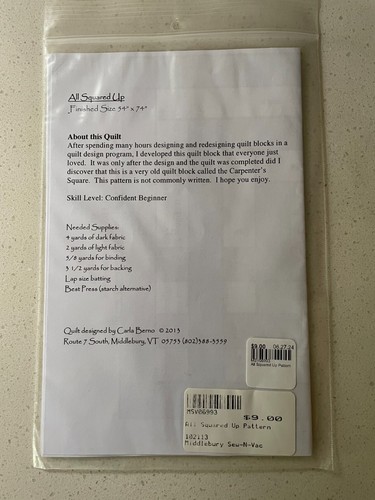 All Squared Up
Finished Size 54" x 74"
About this Quilt
After spending many hours designing and redesigning quilt blocks in a
quilt design program, I developed this quilt block that everyone just
loved. It was only after the design and the quilt was completed did I
discover that this is a very old quilt block called the Carpenter's
Square. This pattern is not commonly written. I hope you enjoy.
Skill Level: Confident Beginner
Needed Supplies:
4 yards of dark fabric
2 yards of light fabric
5/8 yards for binding
3 1/2 yards for backing
Lap size batting
Best Press (starch alternative)
Quilt designed by Carla Berno © 2013
Route 7 South, Middlebury, VT 05753 (802)388-3559
$9.00 06.27.24
All Squared Up Pattern
MSV06993
$9.00
All Squared Up Pattern
102113
Middlebury Sew-N-Vac